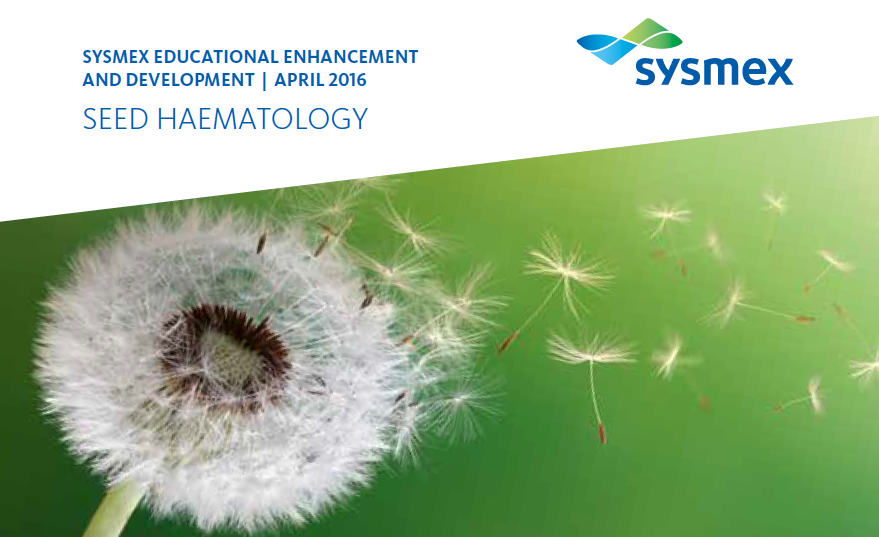 SYSMEX EDUCATIONAL ENHANCEMENT
AND DEVELOPMENT | APRIL 2016
SEED HAEMATOLOGY
sysmex